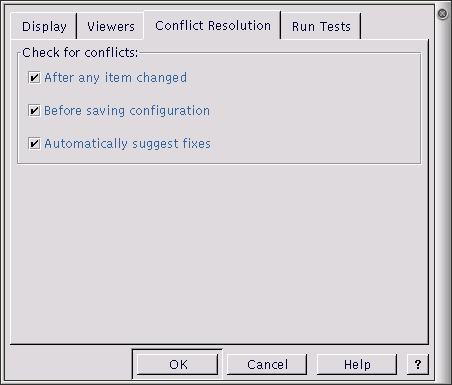 Display Viewers Conflict Resolution Run Tests
Check for conflicts:
After any item changed
Before saving configuration
Automatically suggest fixes
OK Cancel Help ?